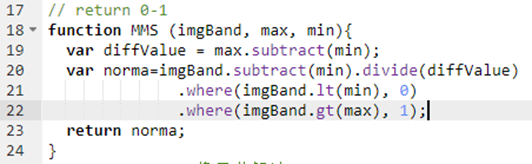 17 // return 0-1
18 function MMS (imgBand, max, min){
19 var diffValue = max.subtract(min);
20 var norma=imgBand.subtract(min).divide(diffValue)
21 .where(imgBand.lt(min), 0)
22 .where(imgBand.gt(max), 1);
23 return norma;
24 }